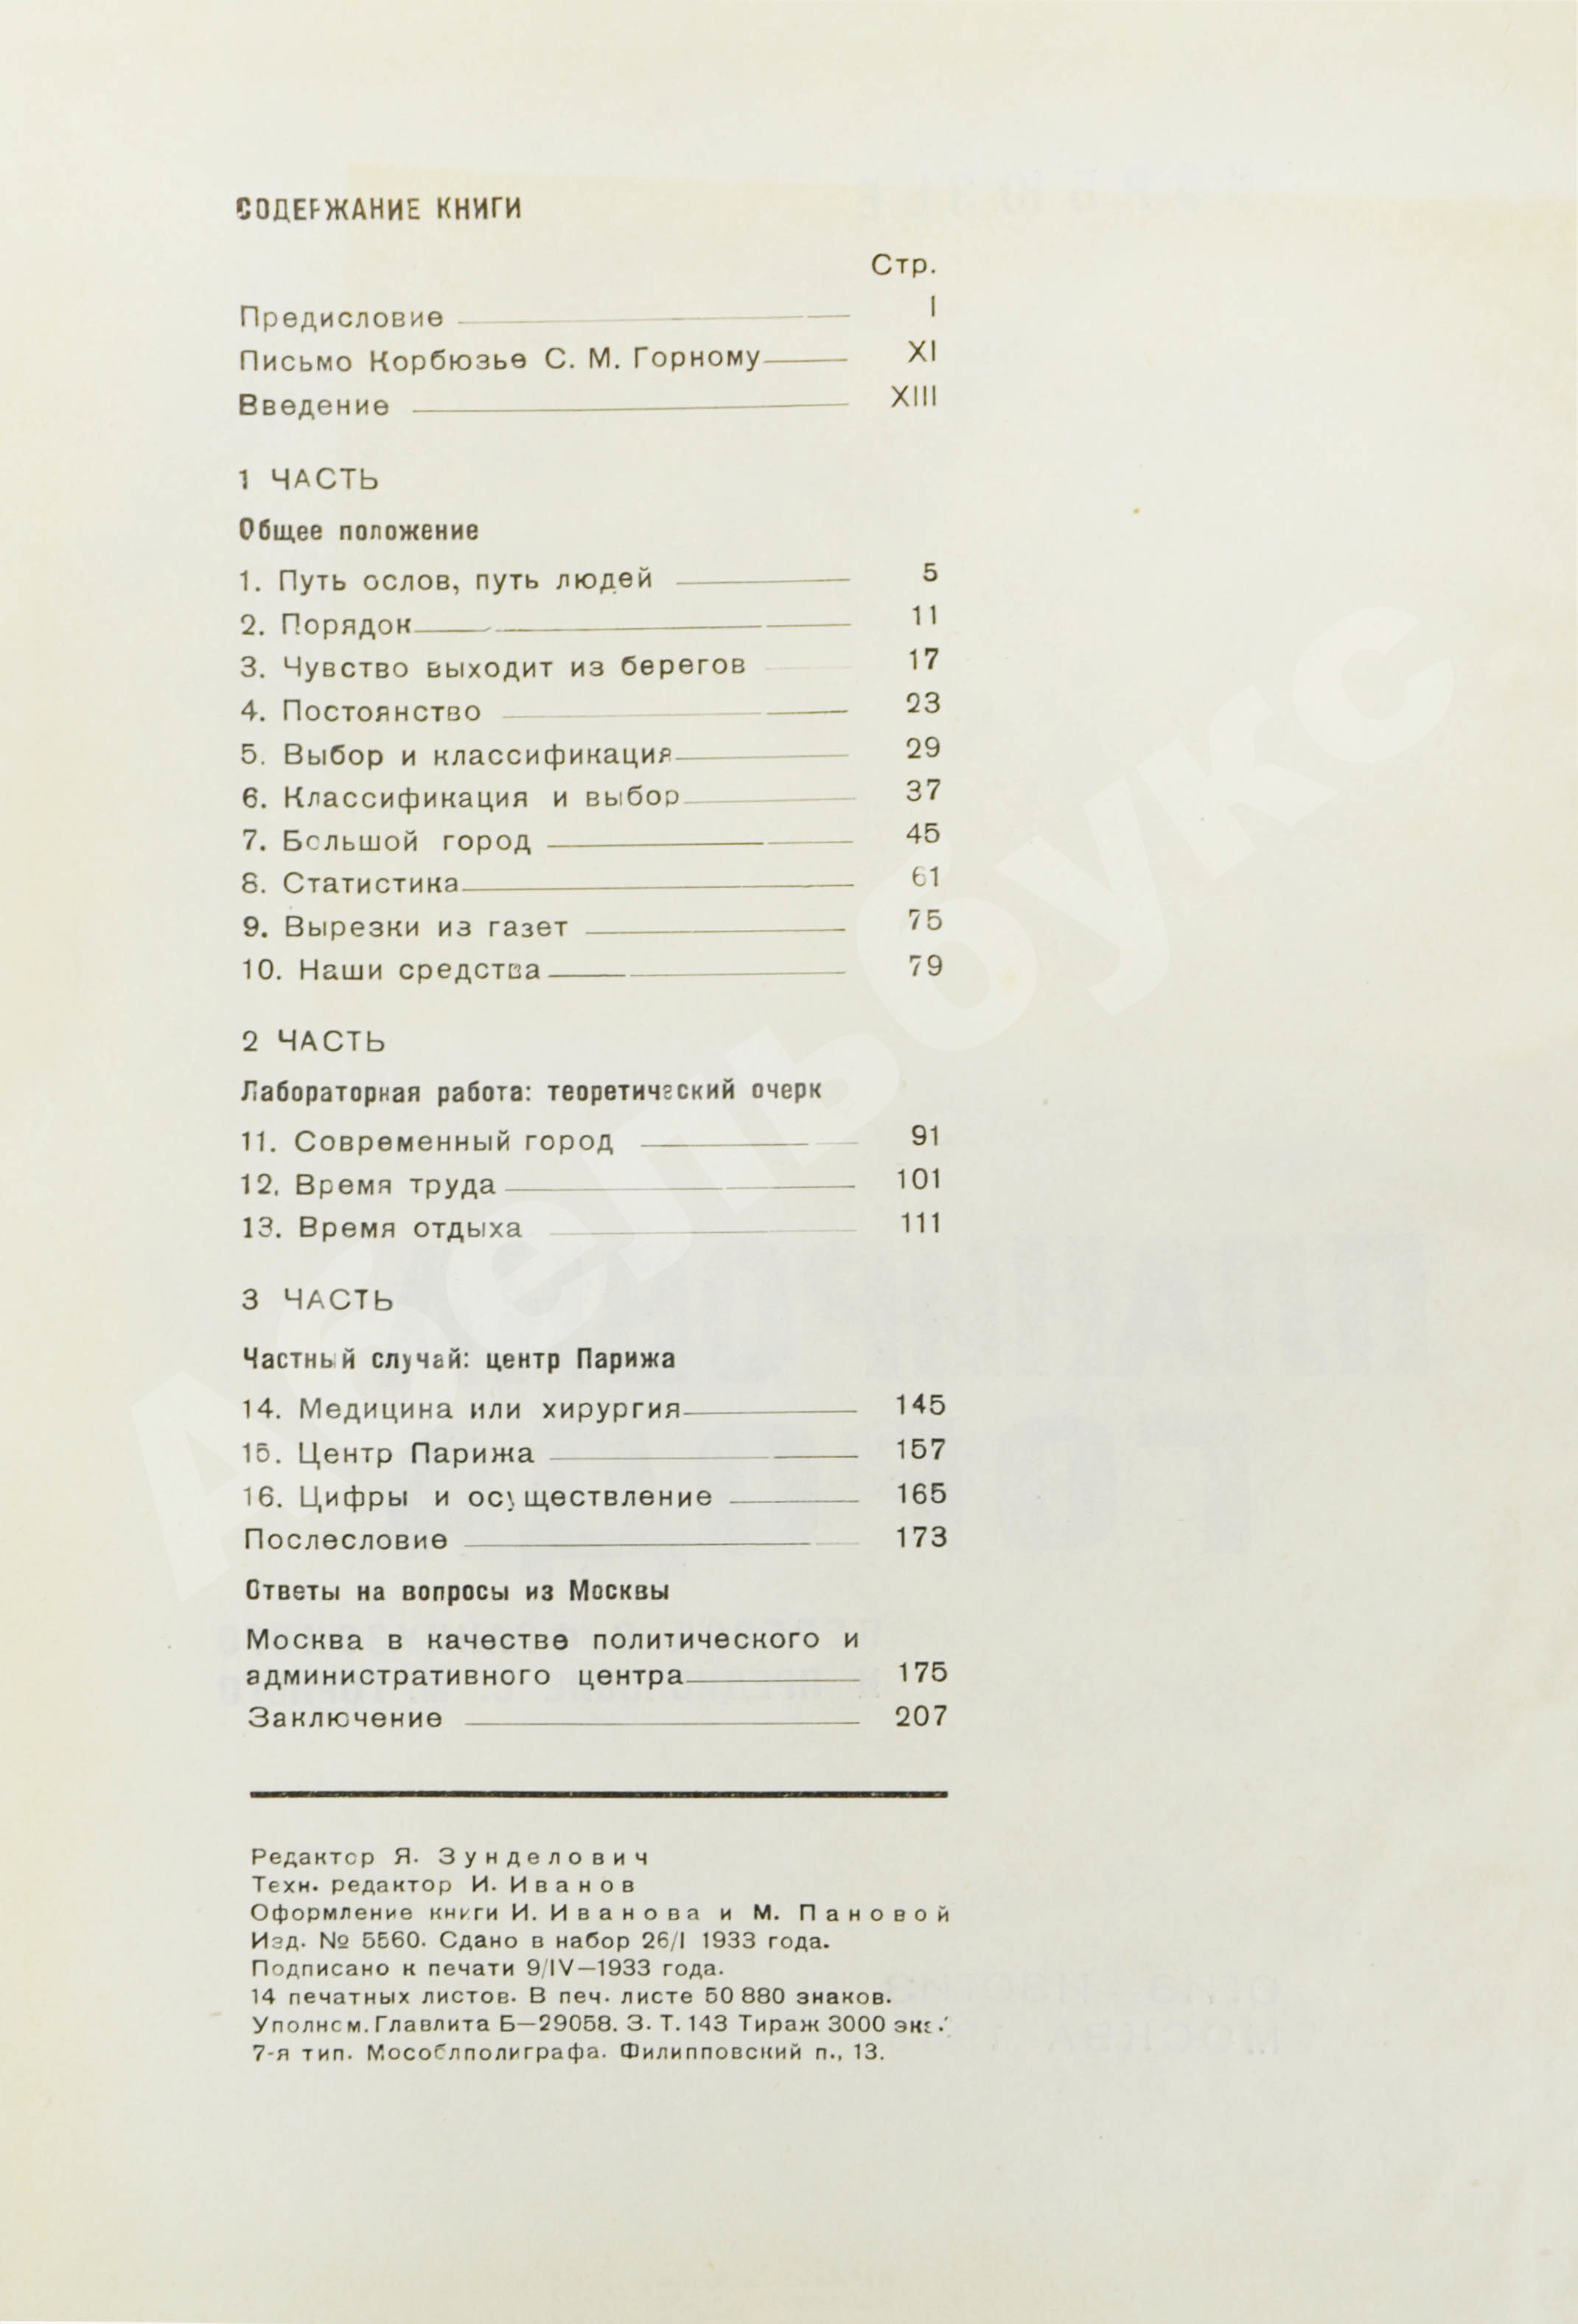 СОДЕРЖАНИЕ КНИГИ
Стр.
Предисловие I
Письмо Корбюзье С. М. Горному XI
Введение XIII
1 ЧАСТЬ
Общее положение
1. Путь ослов, путь людей 5
2. Порядок 11
3. Чувство выходит из берегов 17
4. Постоянство 23
5. Выбор и классификация 29
6. Классификация и выбор 37
7. Большой город 45
8. Статистика 61
9. Вырезки из газет 75
10. Наши средства 79
2 ЧАСТЬ
Лабораторная работа: теоретический очерк
11. Современный город 91
12. Время труда 101
13. Время отдыха 111
3 ЧАСТЬ
Частный случай: центр Парижа
14. Медицина или хирургия 145
15. Центр Парижа 157
16. Цифры и осуществление 165
Послесловие 173
Ответы на вопросы из Москвы
Москва в качестве политического и
административного центра 175
Заключение 207
Редактор Я. Зунделович
Техн. редактор И. Иванов
Оформление книги И. Иванова и М. Пановой
Изд. № 5560. Сдано в набор 26/I 1933 года.
Подписано к печати 9/IV—1933 года.
14 печатных листов. В печ. листе 50 880 знаков.
Уполном. Главлита Б—29058. З. Т. 143 Тираж 3000 экз.
7-я тип. Мособлполиграфа. Филипповский п., 13.
Абельбукс